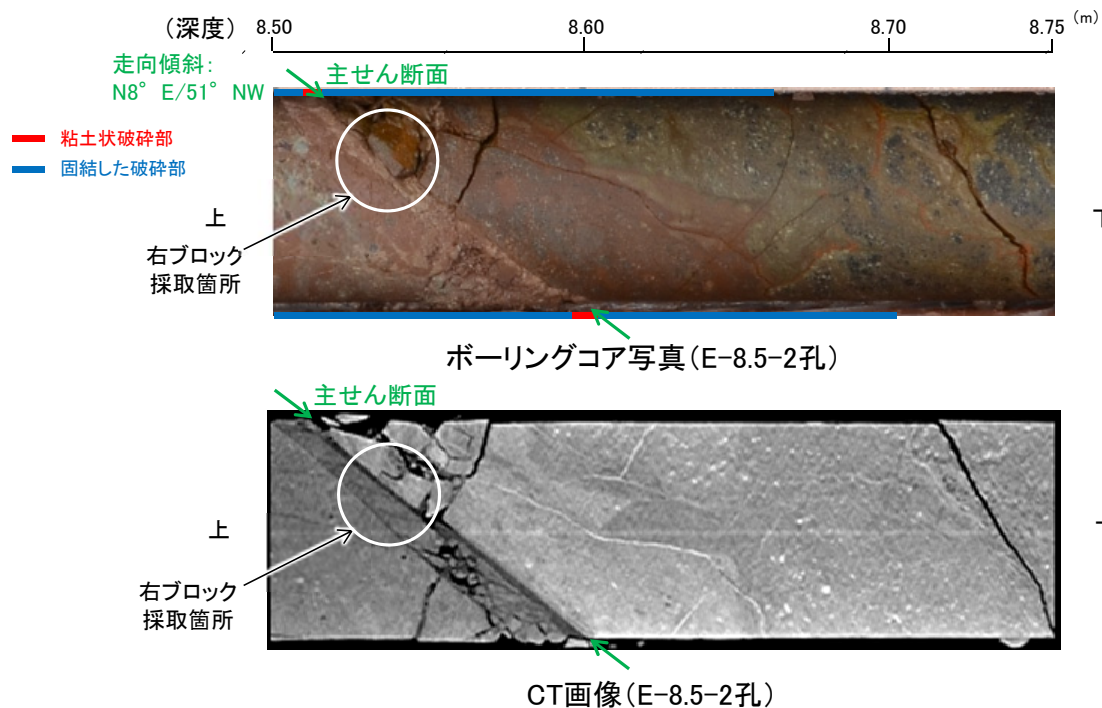 (深度) 8.50 8.60 8.70 8.75 (m)
走向傾斜:
N8°E/51°NW
主せん断面
粘土状破砕部
固結した破砕部
上
右ブロック
採取箇所
ボーリングコア写真(E-8.5-2孔)
主せん断面
上
右ブロック
採取箇所
CT画像(E-8.5-2孔)